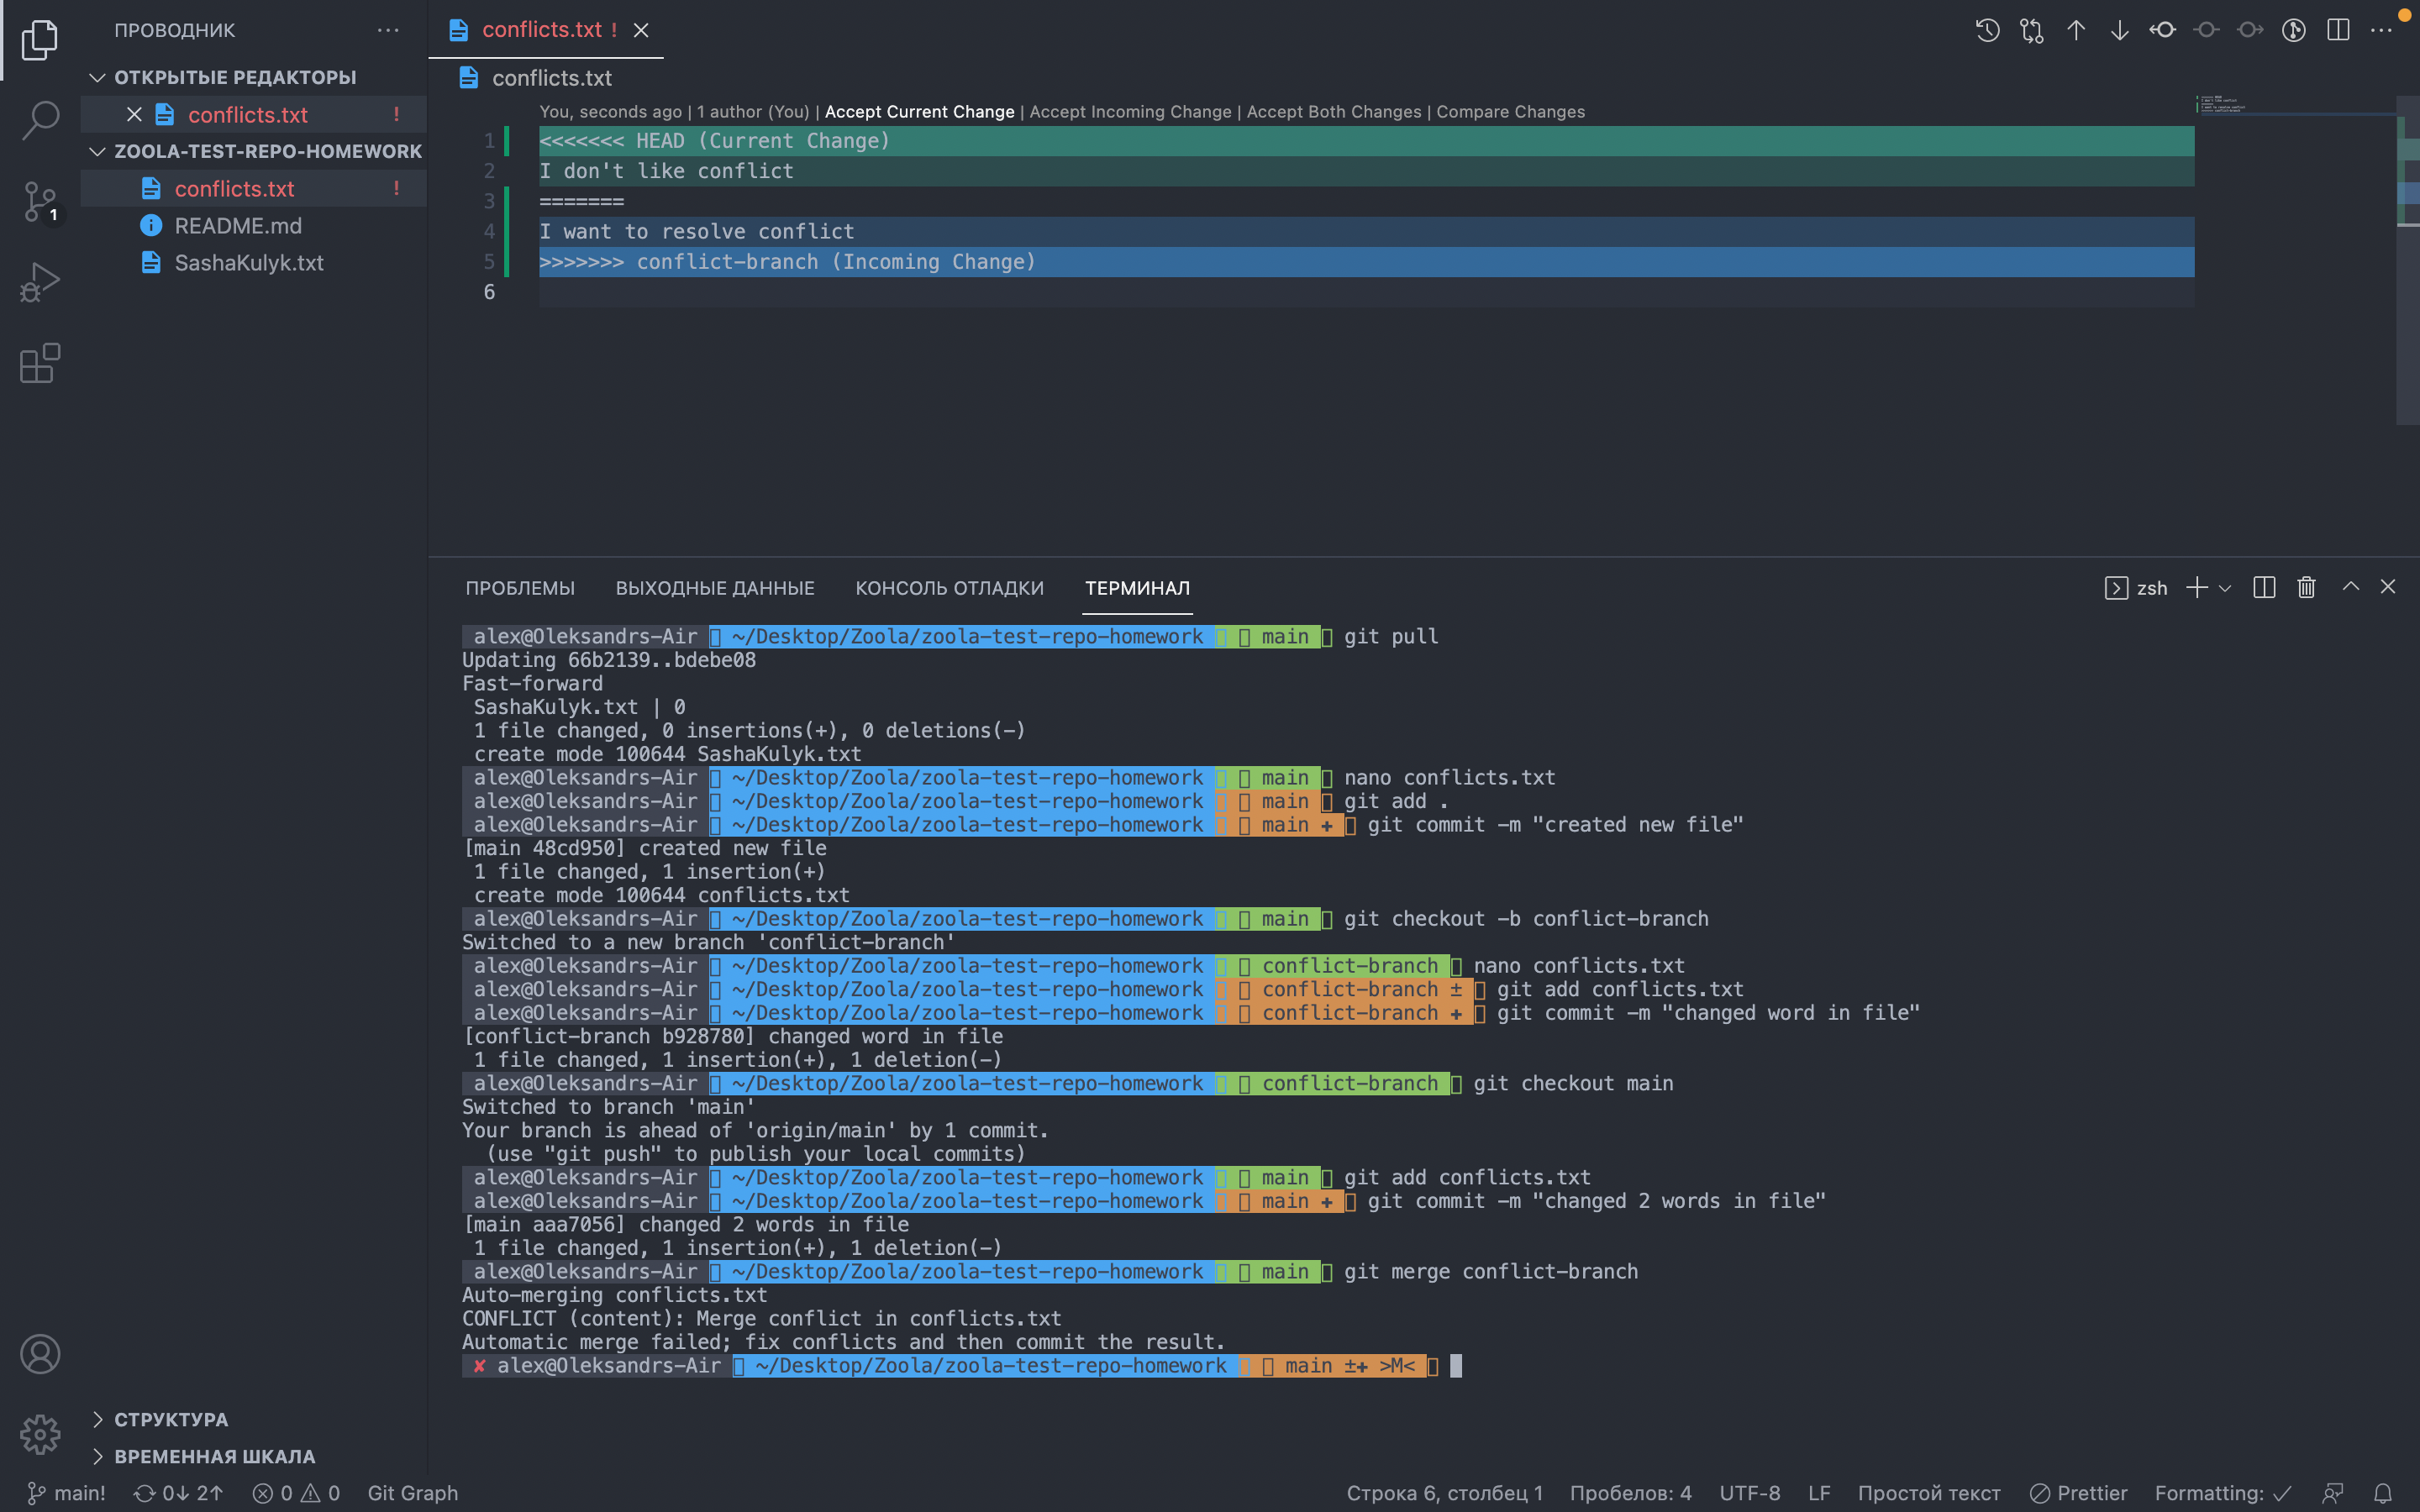 ПРОВОДНИК
ОТКРЫТЫЕ РЕДАКТОРЫ
conflicts.txt !
ZOOLA-TEST-REPO-HOMEWORK
conflicts.txt !
README.md
SashaKulyk.txt
1
СТРУКТУРА
ВРЕМЕННАЯ ШКАЛА
conflicts.txt !
conflicts.txt
You, seconds ago | 1 author (You) | Accept Current Change | Accept Incoming Change | Accept Both Changes | Compare Changes
1 <<<<<<< HEAD (Current Change)
2 I don't like conflict
3 =======
4 I want to resolve conflict
5 >>>>>>> conflict-branch (Incoming Change)
6
ПРОБЛЕМЫ ВЫХОДНЫЕ ДАННЫЕ КОНСОЛЬ ОТЛАДКИ ТЕРМИНАЛ zsh
alex@Oleksandrs-Air ~/Desktop/Zoola/zoola-test-repo-homework main git pull
Updating 66b2139..bdebe08
Fast-forward
SashaKulyk.txt | 0
1 file changed, 0 insertions(+), 0 deletions(-)
create mode 100644 SashaKulyk.txt
alex@Oleksandrs-Air ~/Desktop/Zoola/zoola-test-repo-homework main nano conflicts.txt
alex@Oleksandrs-Air ~/Desktop/Zoola/zoola-test-repo-homework main git add .
alex@Oleksandrs-Air ~/Desktop/Zoola/zoola-test-repo-homework main ✚ git commit -m "created new file"
[main 48cd950] created new file
1 file changed, 1 insertion(+)
create mode 100644 conflicts.txt
alex@Oleksandrs-Air ~/Desktop/Zoola/zoola-test-repo-homework main git checkout -b conflict-branch
Switched to a new branch 'conflict-branch'
alex@Oleksandrs-Air ~/Desktop/Zoola/zoola-test-repo-homework conflict-branch nano conflicts.txt
alex@Oleksandrs-Air ~/Desktop/Zoola/zoola-test-repo-homework conflict-branch ± git add conflicts.txt
alex@Oleksandrs-Air ~/Desktop/Zoola/zoola-test-repo-homework conflict-branch ✚ git commit -m "changed word in file"
[conflict-branch b928780] changed word in file
1 file changed, 1 insertion(+), 1 deletion(-)
alex@Oleksandrs-Air ~/Desktop/Zoola/zoola-test-repo-homework conflict-branch git checkout main
Switched to branch 'main'
Your branch is ahead of 'origin/main' by 1 commit.
(use "git push" to publish your local commits)
alex@Oleksandrs-Air ~/Desktop/Zoola/zoola-test-repo-homework main git add conflicts.txt
alex@Oleksandrs-Air ~/Desktop/Zoola/zoola-test-repo-homework main ✚ git commit -m "changed 2 words in file"
[main aaa7056] changed 2 words in file
1 file changed, 1 insertion(+), 1 deletion(-)
alex@Oleksandrs-Air ~/Desktop/Zoola/zoola-test-repo-homework main git merge conflict-branch
Auto-merging conflicts.txt
CONFLICT (content): Merge conflict in conflicts.txt
Automatic merge failed; fix conflicts and then commit the result.
✘ alex@Oleksandrs-Air ~/Desktop/Zoola/zoola-test-repo-homework main ±✚ >M<
main! 0↓ 2↑ 0 0 Git Graph Строка 6, столбец 1 Пробелов: 4 UTF-8 LF Простой текст Prettier Formatting: ✓